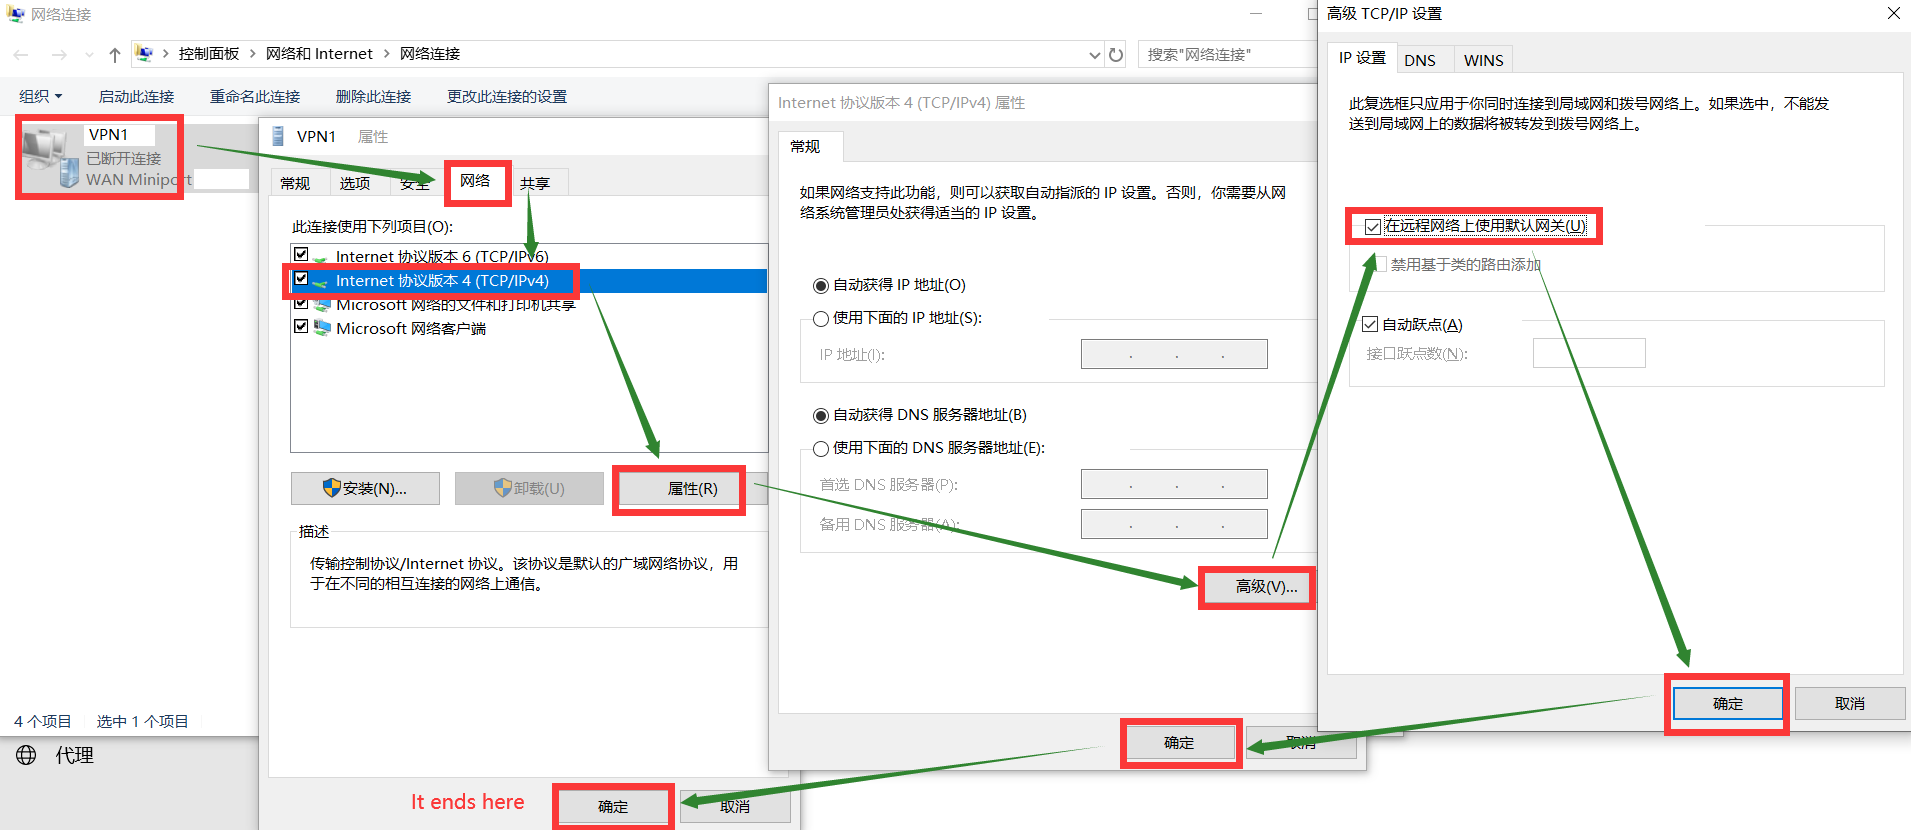 网络连接
控制面板 › 网络和 Internet › 网络连接
搜索"网络连接"
组织
启动此连接
重命名此连接
删除此连接
更改此连接的设置
VPN1
已断开连接
WAN Miniport
4 个项目
选中 1 个项目
代理
VPN1 属性
常规
选项
安全
网络
共享
此连接使用下列项目(O):
Internet 协议版本 6 (TCP/IPv6)
Internet 协议版本 4 (TCP/IPv4)
Microsoft 网络的文件和打印机共享
Microsoft 网络客户端
安装(N)...
卸载(U)
属性(R)
描述
传输控制协议/Internet 协议。该协议是默认的广域网络协议，用
于在不同的相互连接的网络上通信。
It ends here
确定
取消
Internet 协议版本 4 (TCP/IPv4) 属性
常规
如果网络支持此功能，则可以获取自动指派的 IP 设置。否则，你需要从网
络系统管理员处获得适当的 IP 设置。
自动获得 IP 地址(O)
使用下面的 IP 地址(S):
IP 地址(I):
自动获得 DNS 服务器地址(B)
使用下面的 DNS 服务器地址(E):
首选 DNS 服务器(P):
备用 DNS 服务器(A):
高级(V)...
确定
取消
高级 TCP/IP 设置
IP 设置
DNS
WINS
此复选框只应用于你同时连接到局域网和拨号网络上。如果选中，不能发
送到局域网上的数据将被转发到拨号网络上。
在远程网络上使用默认网关(U)
禁用基于类的路由添加
自动跃点(A)
接口跃点数(N):
确定
取消